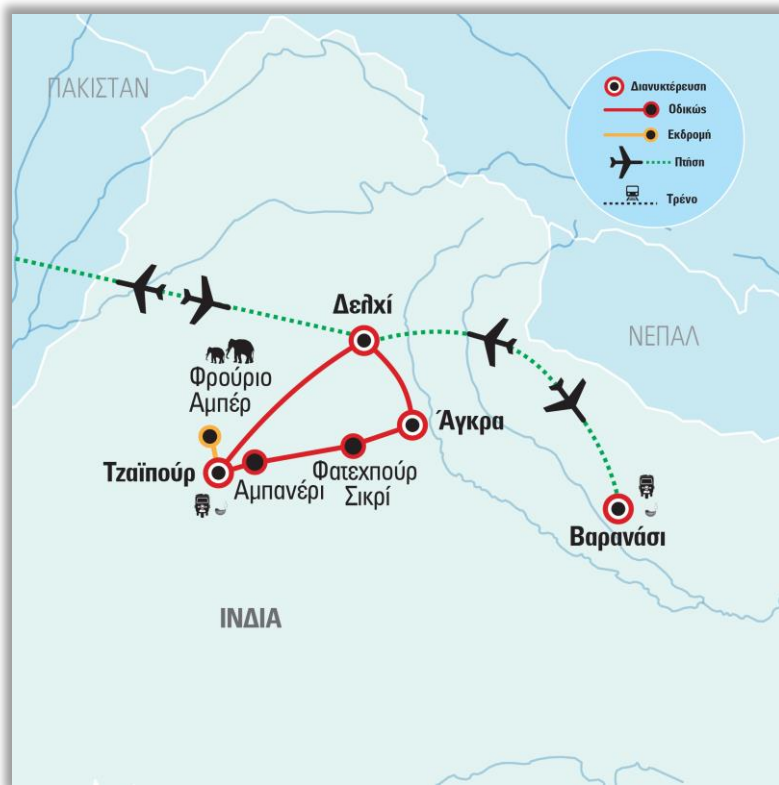 ΠΑΚΙΣΤΑΝ
Διανυκτέρευση
Οδικώς
Εκδρομή
Πτήση
Τρένο
Δελχί
ΝΕΠΑΛ
Φρούριο
Αμπέρ
Άγκρα
Τζαϊπούρ
Αμπανέρι
Φατεχπούρ
Σικρί
Βαρανάσι
ΙΝΔΙΑ